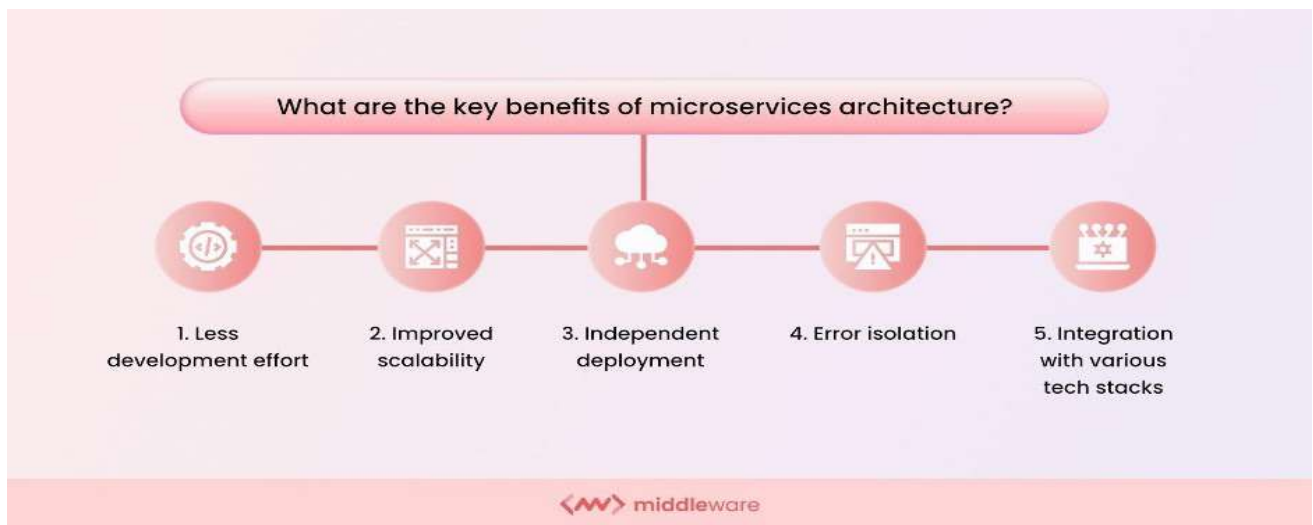 What are the key benefits of microservices architecture?
1. Less
development effort
2. Improved
scalability
3. Independent
deployment
4. Error isolation
5. Integration
with various
tech stacks
middleware